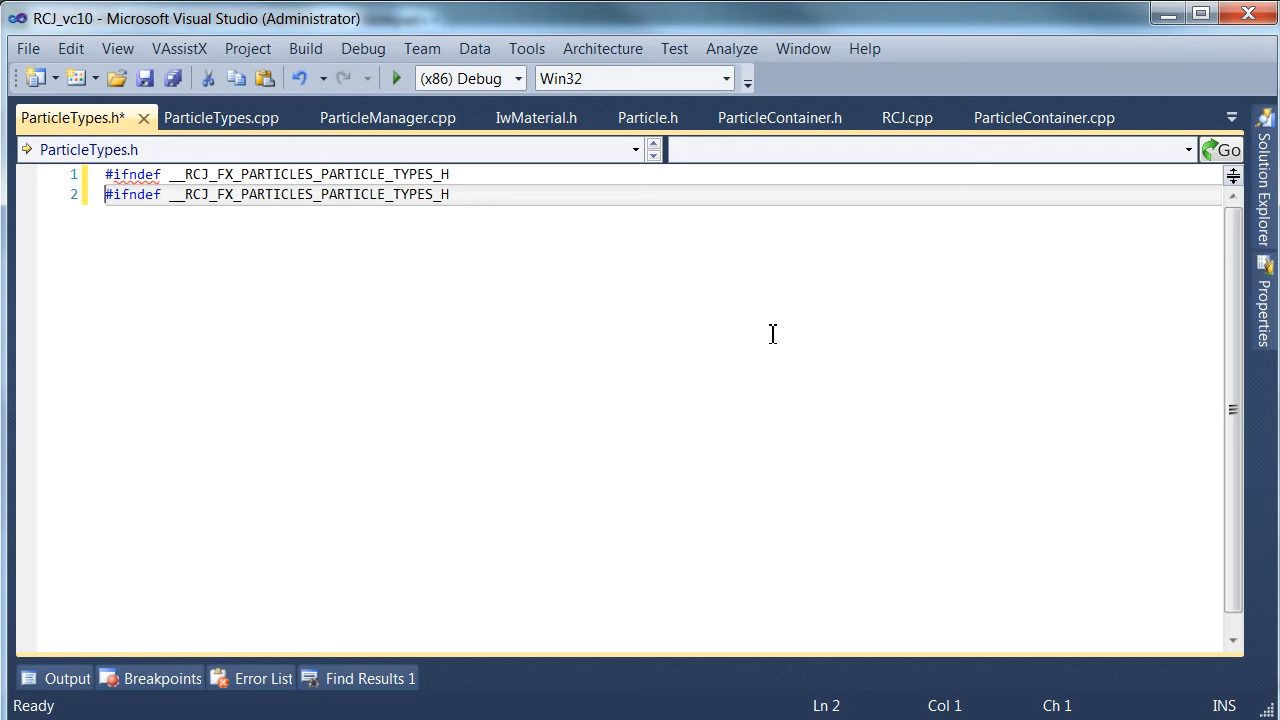 RCJ_vc10 - Microsoft Visual Studio (Administrator)
File Edit View VAssistX Project Build Debug Team Data Tools Architecture Test Analyze Window Help
(x86) Debug Win32
ParticleTypes.h* ParticleTypes.cpp ParticleManager.cpp IwMaterial.h Particle.h ParticleContainer.h RCJ.cpp ParticleContainer.cpp
ParticleTypes.h Go
1 #ifndef __RCJ_FX_PARTICLES_PARTICLE_TYPES_H
2 #ifndef __RCJ_FX_PARTICLES_PARTICLE_TYPES_H
Solution Explorer
Properties
Output Breakpoints Error List Find Results 1
Ready Ln 2 Col 1 Ch 1 INS